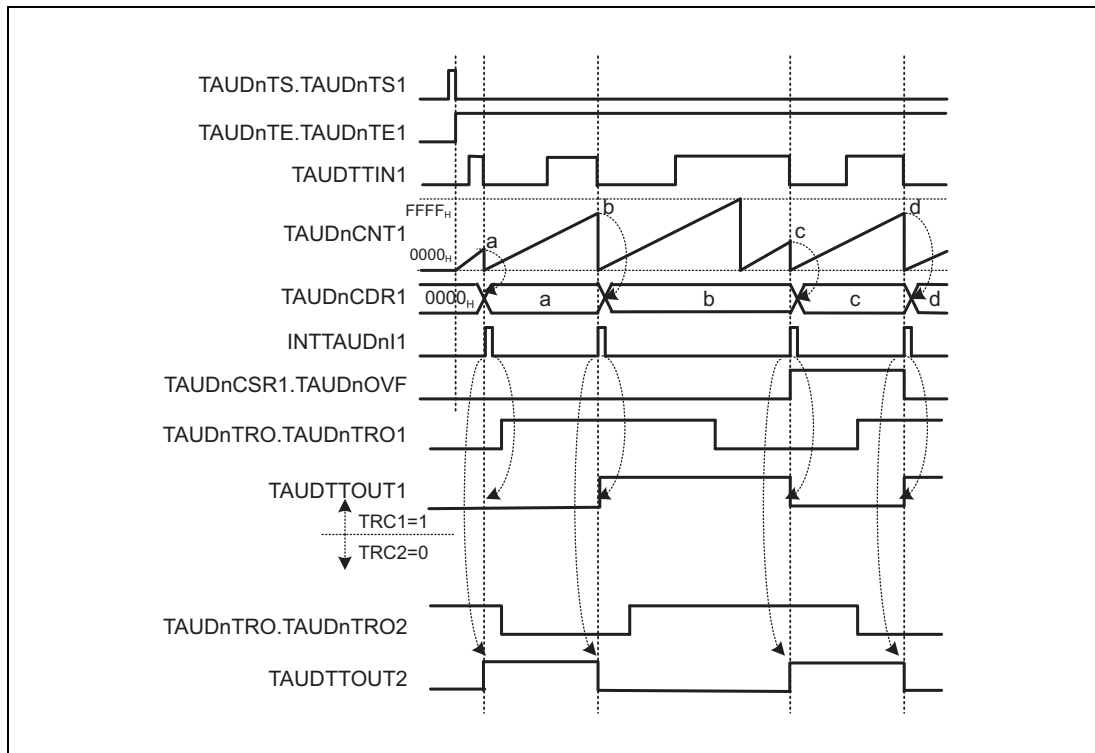 TAUDnTS.TAUDnTS1
TAUDnTE.TAUDnTE1
TAUDTTIN1
FFFFH
TAUDnCNT1
0000H
a
b
c
d
TAUDnCDR1
0000H
a
b
c
d
INTTAUDnI1
TAUDnCSR1.TAUDnOVF
TAUDnTRO.TAUDnTRO1
TAUDTTOUT1
TRC1=1
TRC2=0
TAUDnTRO.TAUDnTRO2
TAUDTTOUT2